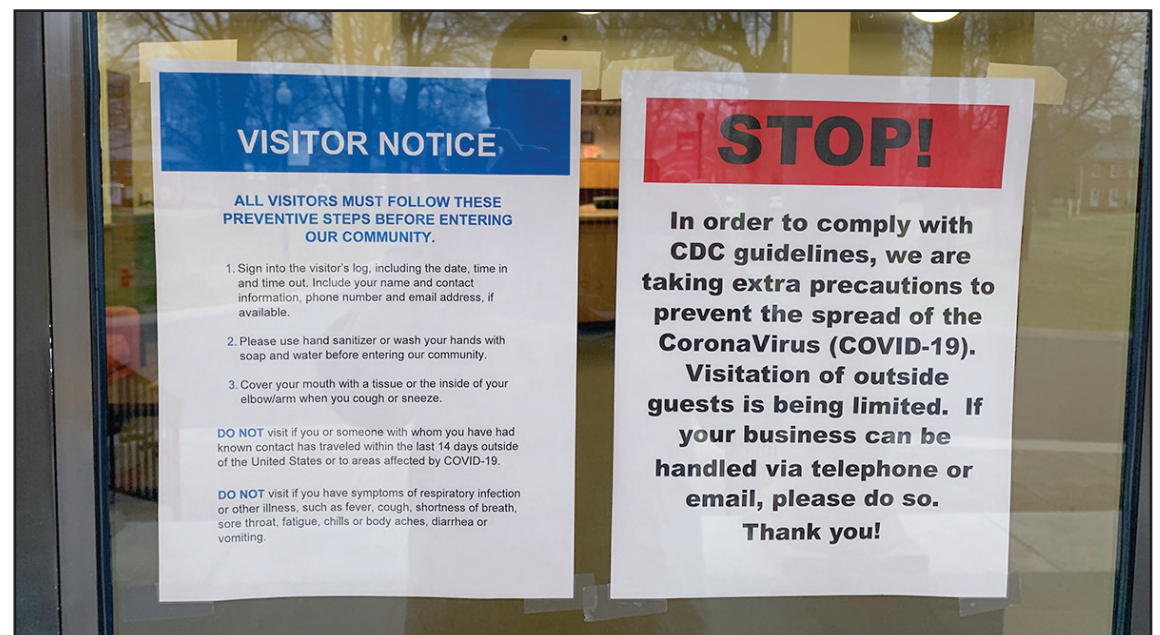 VISITOR NOTICE
ALL VISITORS MUST FOLLOW THESE
PREVENTIVE STEPS BEFORE ENTERING
OUR COMMUNITY.
1. Sign into the visitor's log, including the date, time in
and time out. Include your name and contact
information, phone number and email address, if
available.
2. Please use hand sanitizer or wash your hands with
soap and water before entering our community.
3. Cover your mouth with a tissue or the inside of your
elbow/arm when you cough or sneeze.
DO NOT visit if you or someone with whom you have had
known contact has traveled within the last 14 days outside
of the United States or to areas affected by COVID-19.
DO NOT visit if you have symptoms of respiratory infection
or other illness, such as fever, cough, shortness of breath,
sore throat, fatigue, chills or body aches, diarrhea or
vomiting.
STOP!
In order to comply with
CDC guidelines, we are
taking extra precautions to
prevent the spread of the
CoronaVirus (COVID-19).
Visitation of outside
guests is being limited.  If
your business can be
handled via telephone or
email, please do so.
Thank you!